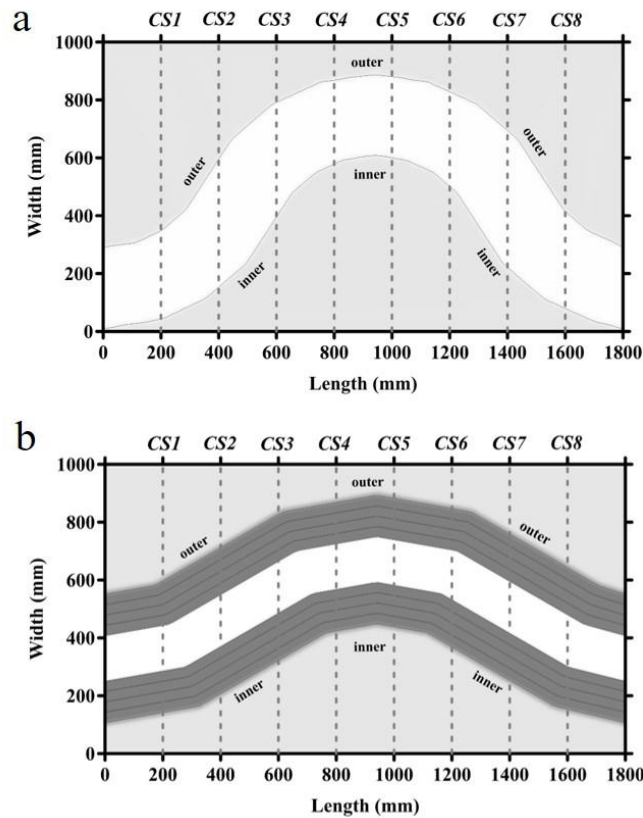 a
CS1 CS2 CS3 CS4 CS5 CS6 CS7 CS8
1000
800
600
400
200
0
Width (mm)
outer
outer
outer
inner
inner
inner
0 200 400 600 800 1000 1200 1400 1600 1800
Length (mm)
b
CS1 CS2 CS3 CS4 CS5 CS6 CS7 CS8
1000
800
600
400
200
0
Width (mm)
outer
outer
outer
inner
inner
inner
0 200 400 600 800 1000 1200 1400 1600 1800
Length (mm)